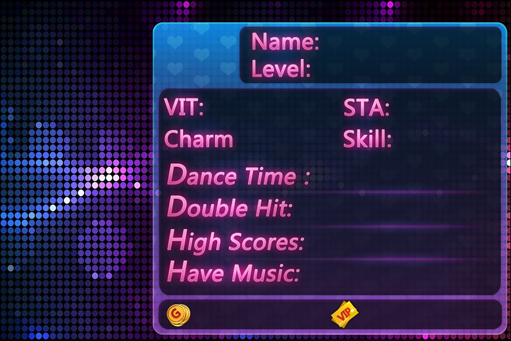 Name:
Level:
VIT: STA:
Charm Skill:
Dance Time :
Double Hit:
High Scores:
Have Music:
G VIP